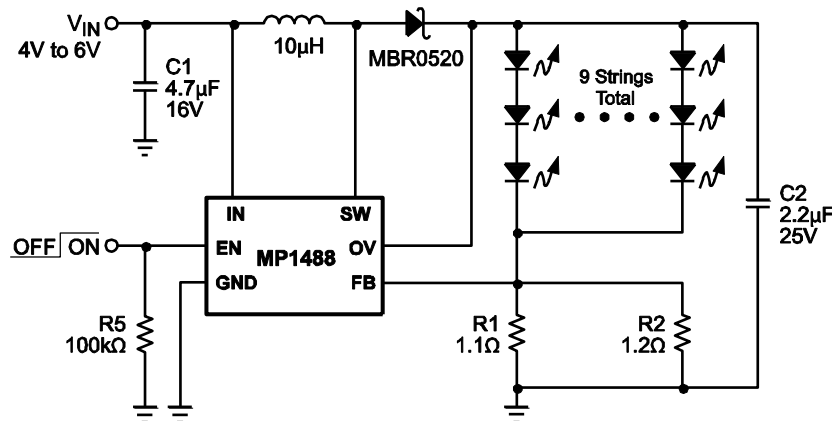 VIN
4V to 6V
10µH
MBR0520
C1
4.7µF
16V
9 Strings
Total
C2
2.2µF
25V
IN
SW
OFF ON
EN
MP1488
OV
GND
FB
R5
100kΩ
R1
1.1Ω
R2
1.2Ω